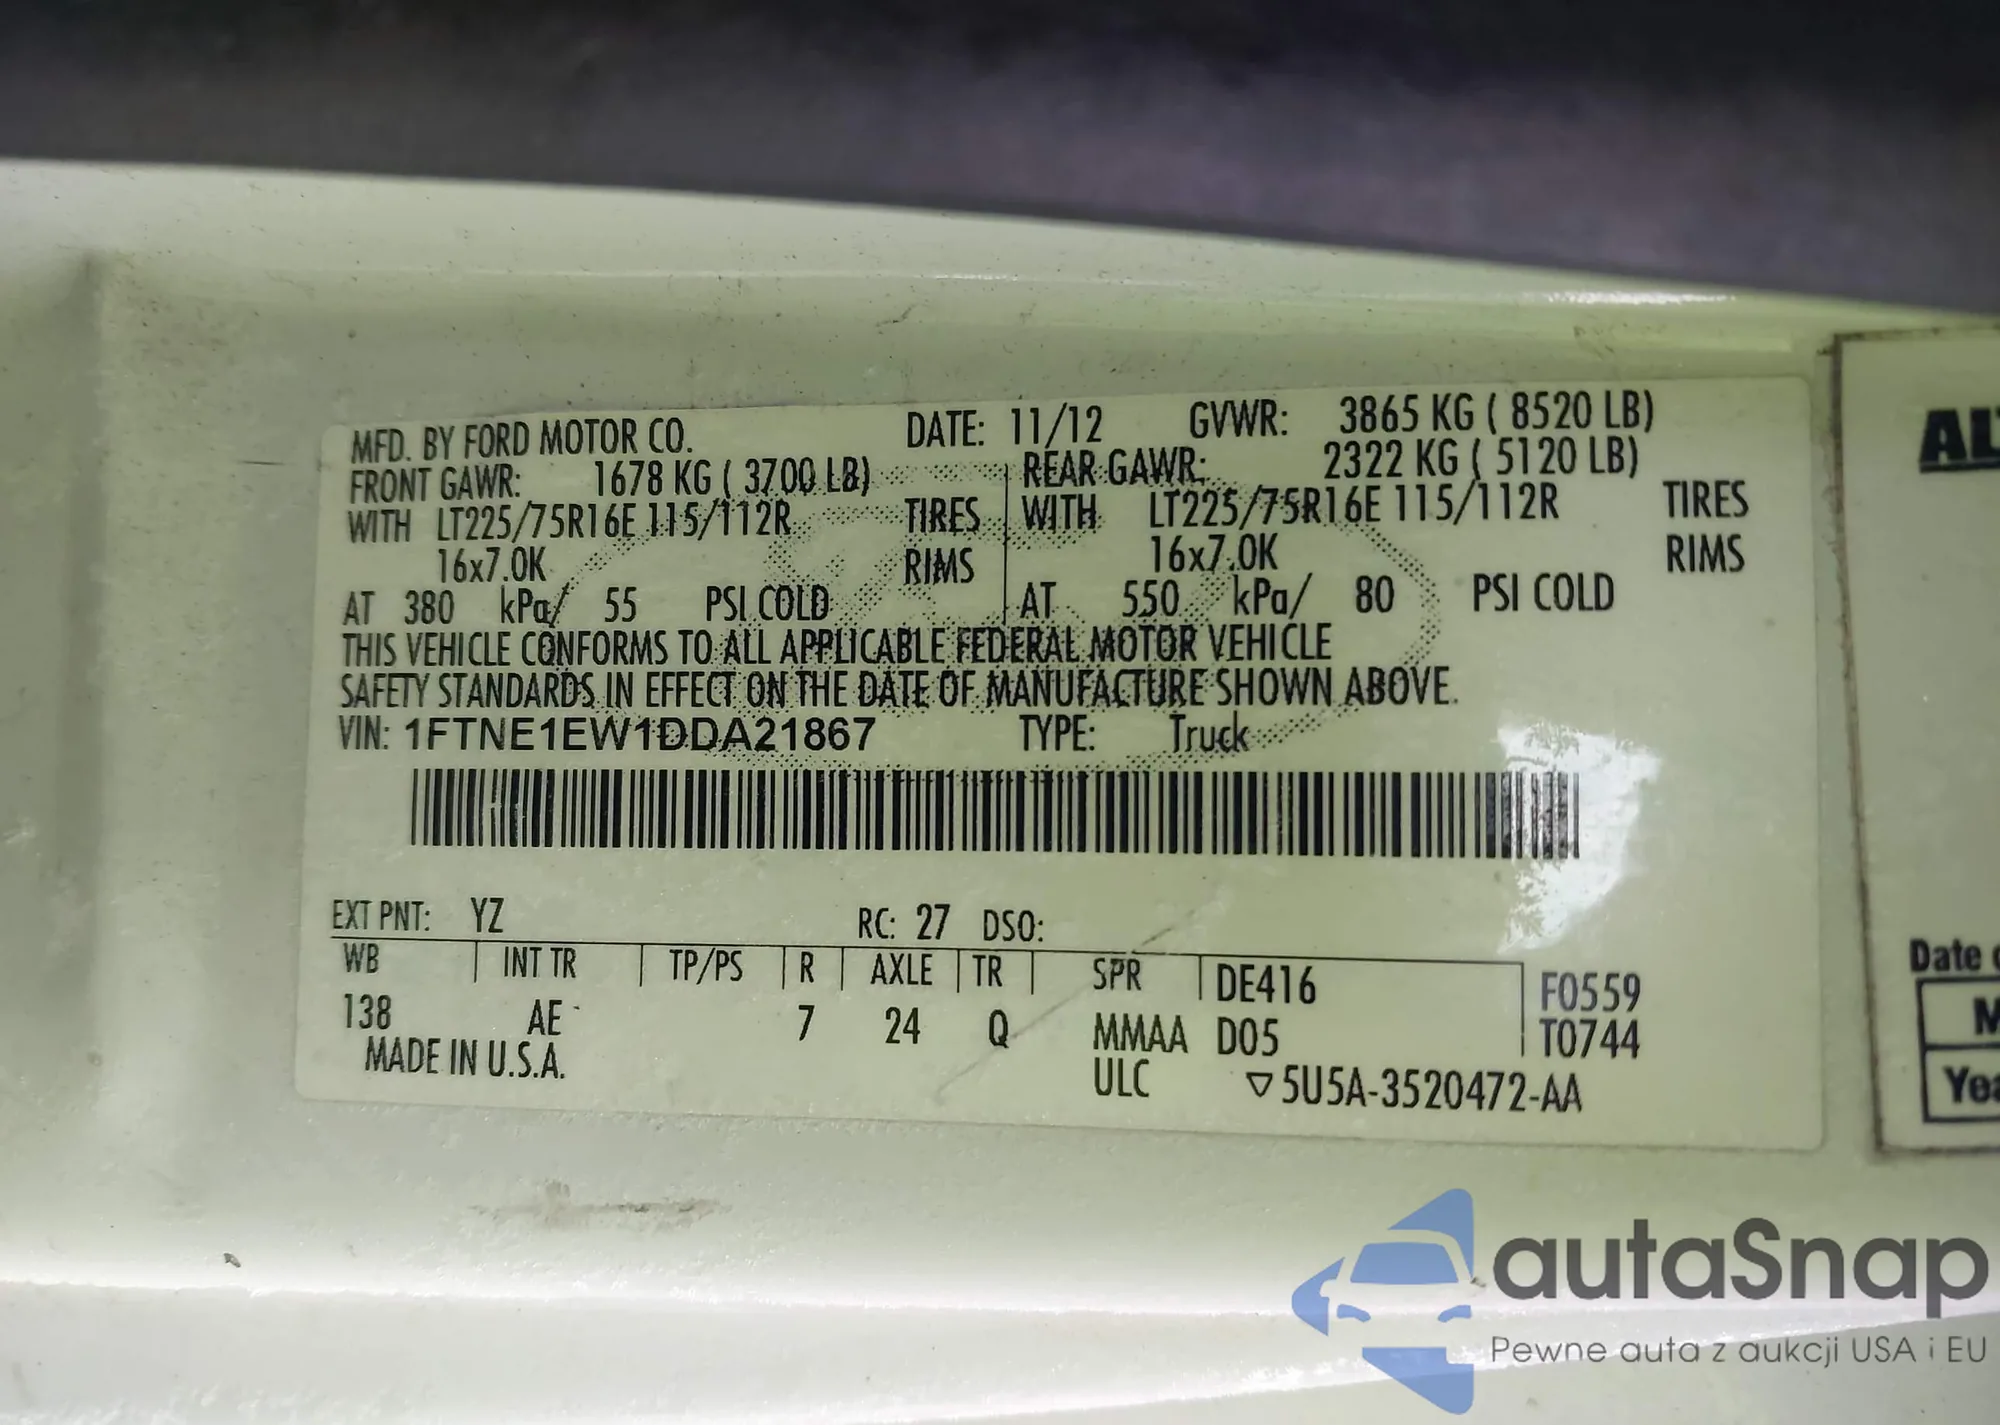 MFD. BY FORD MOTOR CO. DATE: 11/12 GVWR: 3865 KG ( 8520 LB)
FRONT GAWR: 1678 KG ( 3700 LB) REAR GAWR: 2322 KG ( 5120 LB)
WITH LT225/75R16E 115/112R TIRES WITH LT225/75R16E 115/112R TIRES
16x7.0K RIMS 16x7.0K RIMS
AT 380 kPa/ 55 PSI COLD AT 550 kPa/ 80 PSI COLD
THIS VEHICLE CONFORMS TO ALL APPLICABLE FEDERAL MOTOR VEHICLE
SAFETY STANDARDS IN EFFECT ON THE DATE OF MANUFACTURE SHOWN ABOVE.
VIN: 1FTNE1EW1DDA21867 TYPE: Truck
EXT PNT: YZ RC: 27 DSO:
WB INT TR TP/PS R AXLE TR SPR DE416 F0559
138 AE 7 24 Q MMAA D05 T0744
MADE IN U.S.A. ULC ▽5U5A-3520472-AA
Date
autaSnap
Pewne auta z aukcji USA i EU